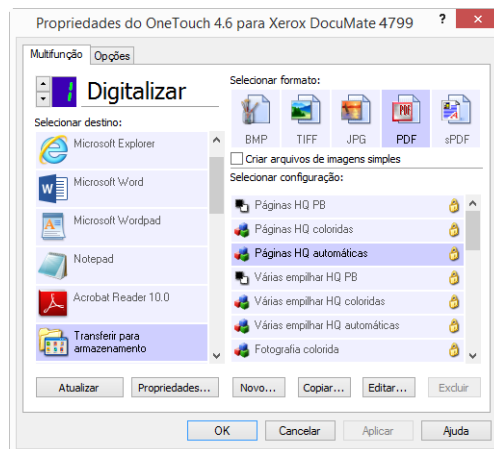 Propriedades do OneTouch 4.6 para Xerox DocuMate 4799
?
×
Multifunção
Opções
1
Digitalizar
Selecionar destino:
Microsoft Explorer
Microsoft Word
Microsoft Wordpad
Notepad
Acrobat Reader 10.0
Transferir para
armazenamento
Selecionar formato:
BMP
TIFF
JPG
PDF
sPDF
Criar arquivos de imagens simples
Selecionar configuração:
Páginas HQ PB
Páginas HQ coloridas
Páginas HQ automáticas
Várias empilhar HQ PB
Várias empilhar HQ coloridas
Várias empilhar HQ automáticas
Fotografia colorida
Atualizar
Propriedades...
Novo...
Copiar...
Editar...
Excluir
OK
Cancelar
Aplicar
Ajuda